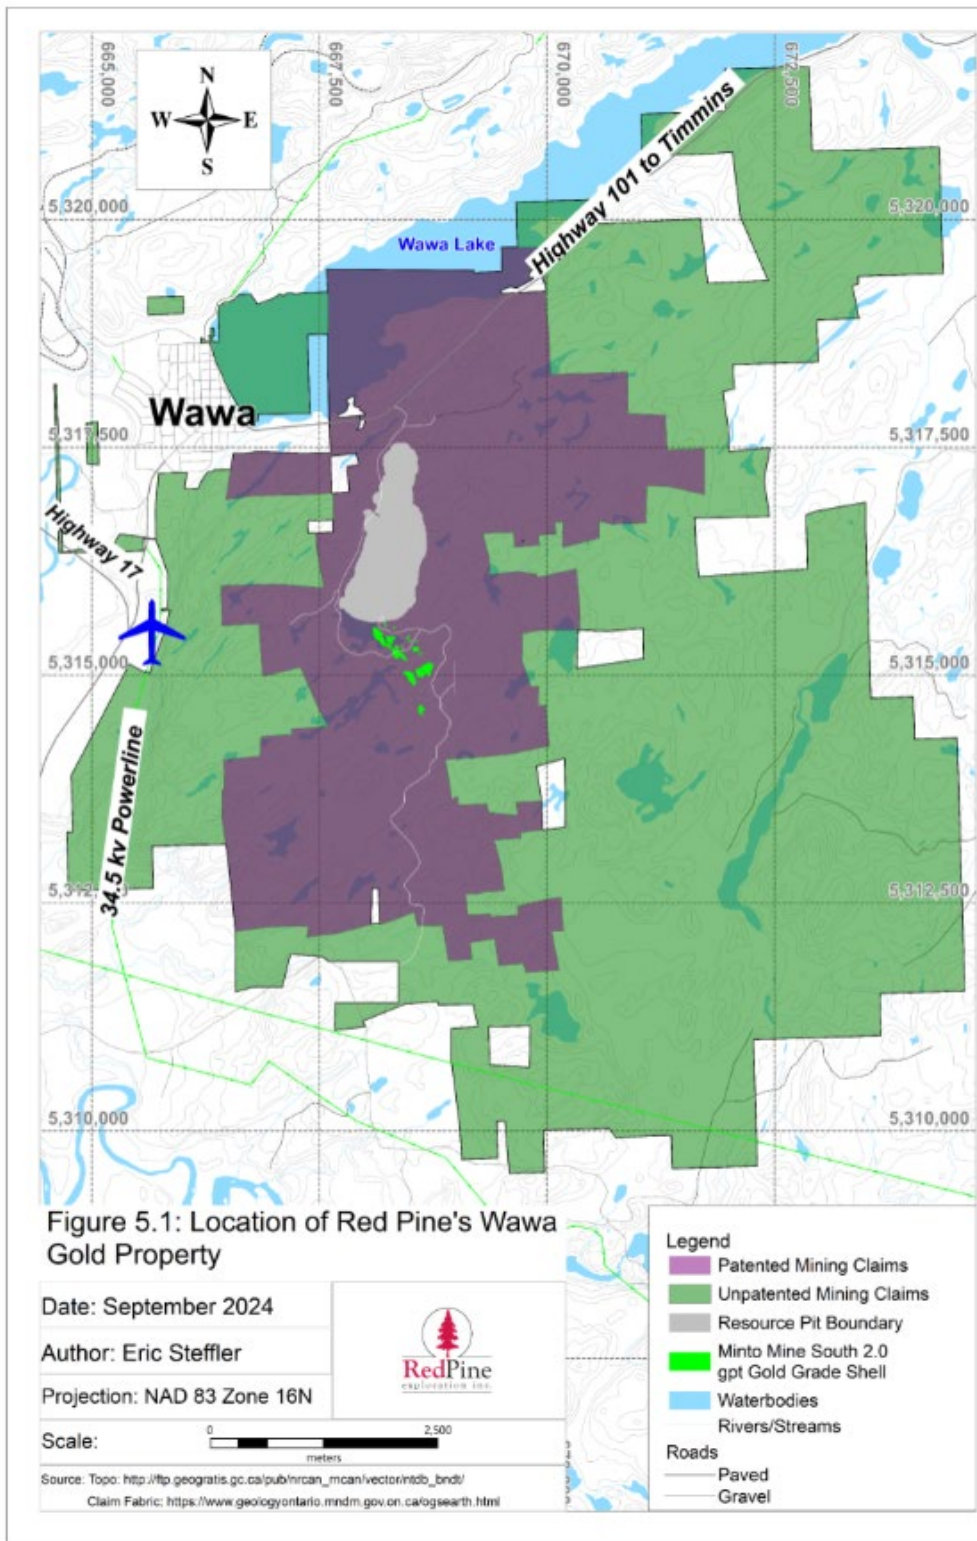 665,000
667,500
670,000
672,500
N
W E
S
5,320,000
5,320,000
Highway 101 to Timmins
Wawa Lake
Wawa
5,317,500
5,317,500
Highway 17
5,315,000
5,315,000
34.5 kv Powerline
5,312,500
5,310,000
5,310,000
Figure 5.1: Location of Red Pine's Wawa
Gold Property
Date: September 2024
Author: Eric Steffler
Projection: NAD 83 Zone 16N
Scale:
0 2,500
meters
RedPine
exploration inc.
Source: Topo: http://ftp.geogratis.gc.ca/pub/nrcan_rncan/vector/ntdb_bndt/
Claim Fabric: https://www.geologyontario.mndm.gov.on.ca/ogsearth.html
Legend
Patented Mining Claims
Unpatented Mining Claims
Resource Pit Boundary
Minto Mine South 2.0
gpt Gold Grade Shell
Waterbodies
Rivers/Streams
Roads
Paved
Gravel